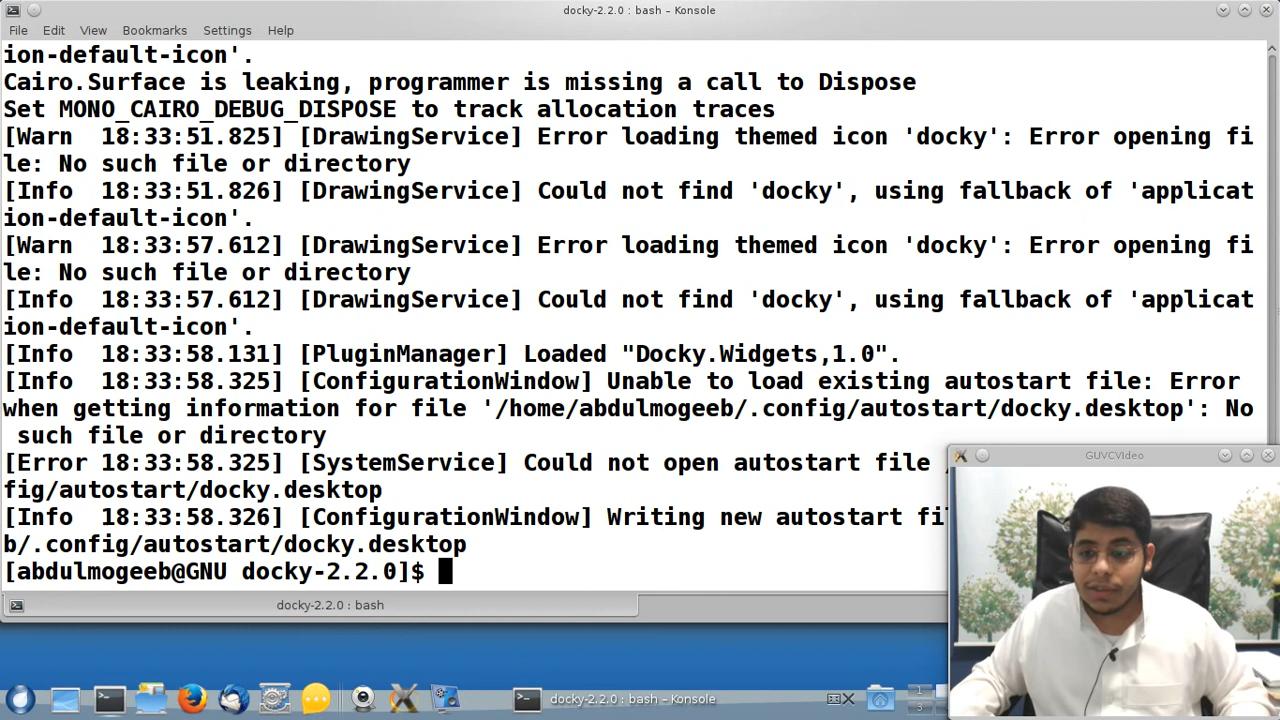 docky-2.2.0 : bash – Konsole
File Edit View Bookmarks Settings Help
ion-default-icon'.
Cairo.Surface is leaking, programmer is missing a call to Dispose
Set MONO_CAIRO_DEBUG_DISPOSE to track allocation traces
[Warn  18:33:51.825] [DrawingService] Error loading themed icon 'docky': Error opening fi
le: No such file or directory
[Info  18:33:51.826] [DrawingService] Could not find 'docky', using fallback of 'applicat
ion-default-icon'.
[Warn  18:33:57.612] [DrawingService] Error loading themed icon 'docky': Error opening fi
le: No such file or directory
[Info  18:33:57.612] [DrawingService] Could not find 'docky', using fallback of 'applicat
ion-default-icon'.
[Info  18:33:58.131] [PluginManager] Loaded "Docky.Widgets,1.0".
[Info  18:33:58.325] [ConfigurationWindow] Unable to load existing autostart file: Error
when getting information for file '/home/abdulmogeeb/.config/autostart/docky.desktop': No
such file or directory
[Error 18:33:58.325] [SystemService] Could not open autostart file
fig/autostart/docky.desktop
[Info  18:33:58.326] [ConfigurationWindow] Writing new autostart fi
b/.config/autostart/docky.desktop
[abdulmogeeb@GNU docky-2.2.0]$
GUVCVideo
docky-2.2.0 : bash
docky-2.2.0 : bash – Konsole
1
3